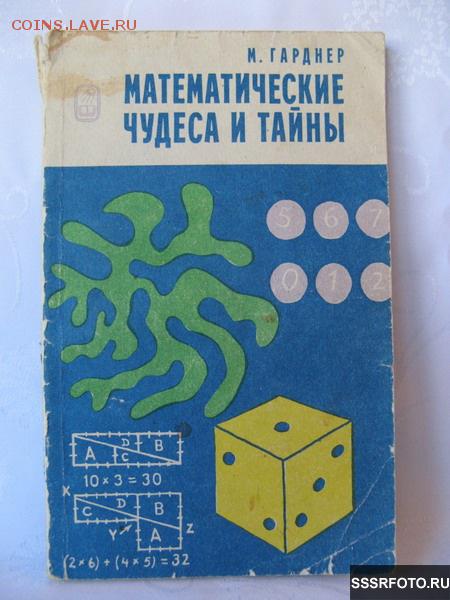 COINS.LAVE.RU
М. ГАРДНЕР
МАТЕМАТИЧЕСКИЕ
ЧУДЕСА И ТАЙНЫ
5 6 7
0 1 2
A D C B
10 × 3 = 30
X
C D B
Y A Z
(2×6) + (4×5) = 32
SSSRFOTO.RU